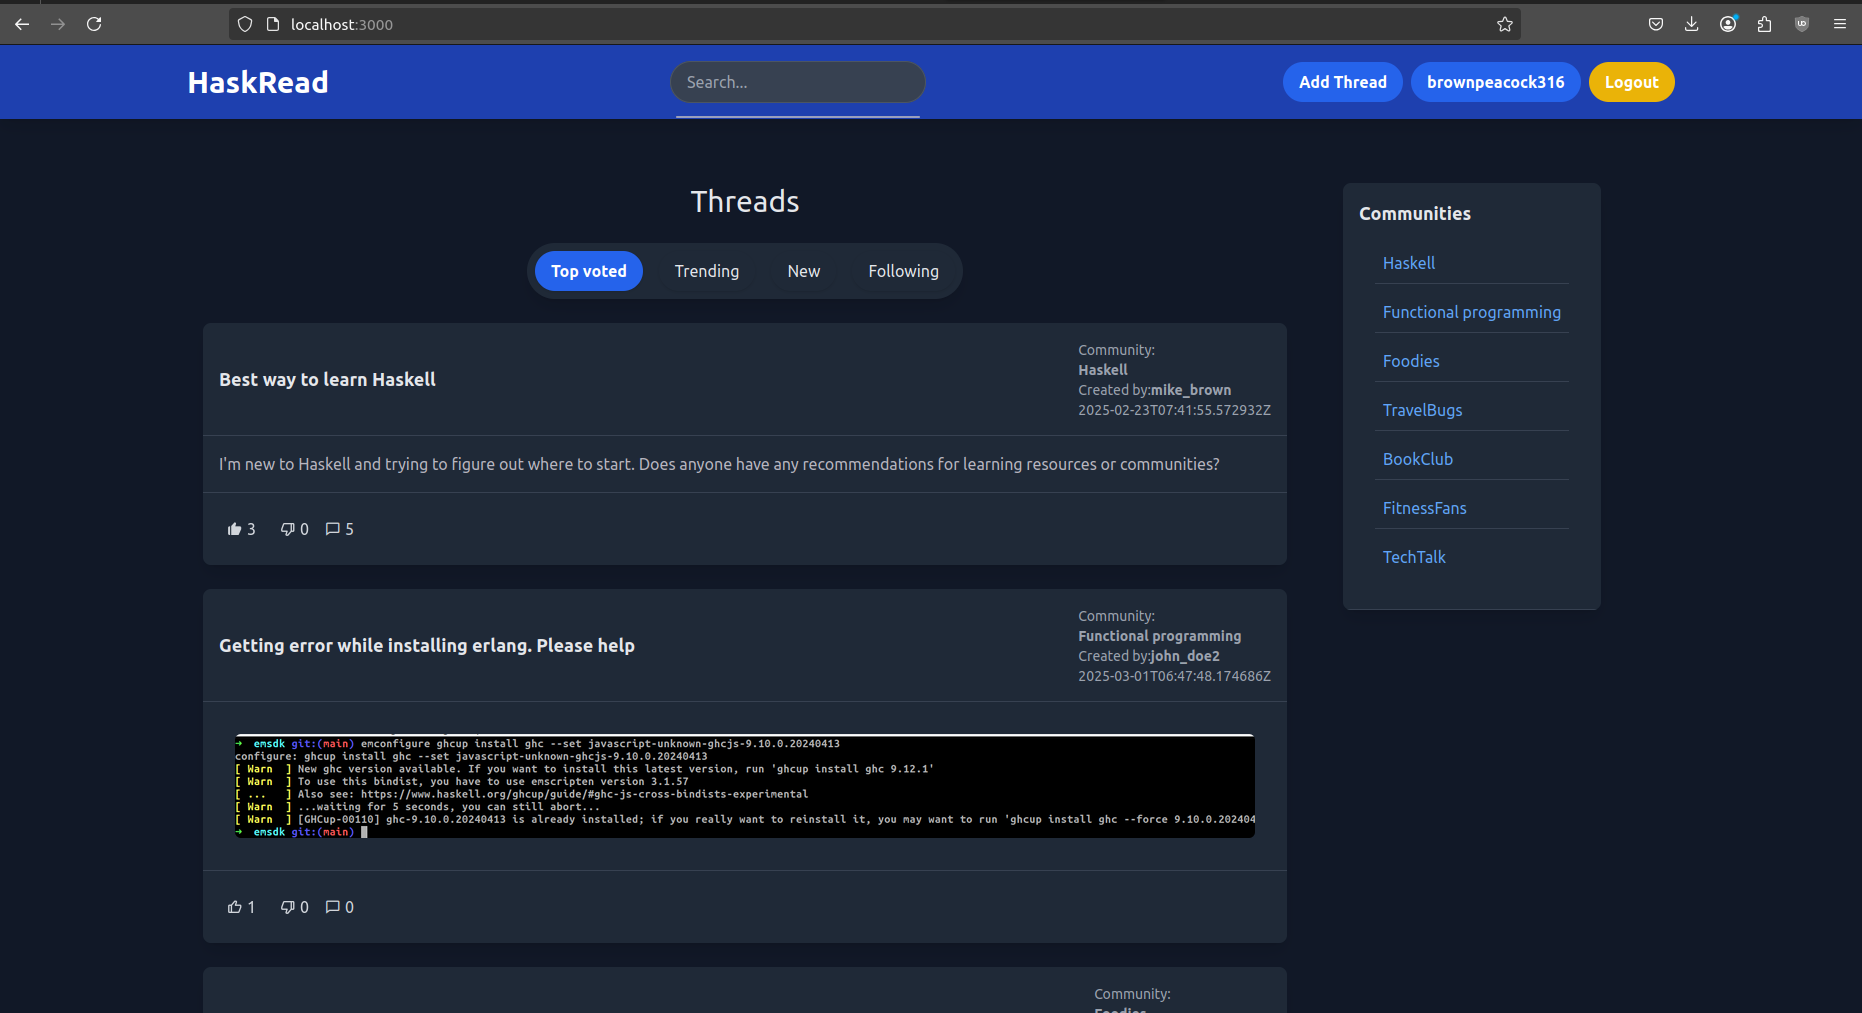 localhost:3000
HaskRead
Search...
Add Thread
brownpeacock316
Logout
Threads
Top voted
Trending
New
Following
Best way to learn Haskell
Community:
Haskell
Created by:mike_brown
2025-02-23T07:41:55.572932Z
I'm new to Haskell and trying to figure out where to start. Does anyone have any recommendations for learning resources or communities?
3
0
5
Getting error while installing erlang. Please help
Community:
Functional programming
Created by:john_doe2
2025-03-01T06:47:48.174686Z
→ emsdk git:(main) emconfigure ghcup install ghc --set javascript-unknown-ghcjs-9.10.0.20240413
configure: ghcup install ghc --set javascript-unknown-ghcjs-9.10.0.20240413
[ Warn ] New ghc version available. If you want to install this latest version, run 'ghcup install ghc 9.12.1'
[ Warn ] To use this bindist, you have to use emscripten version 3.1.57
[ ... ] Also see: https://www.haskell.org/ghcup/guide/#ghc-js-cross-bindists-experimental
[ Warn ] ...waiting for 5 seconds, you can still abort...
[ Warn ] [GHCup-00110] ghc-9.10.0.20240413 is already installed; if you really want to reinstall it, you may want to run 'ghcup install ghc --force 9.10.0.202404
→ emsdk git:(main)
1
0
0
Community:
Foodies
Communities
Haskell
Functional programming
Foodies
TravelBugs
BookClub
FitnessFans
TechTalk